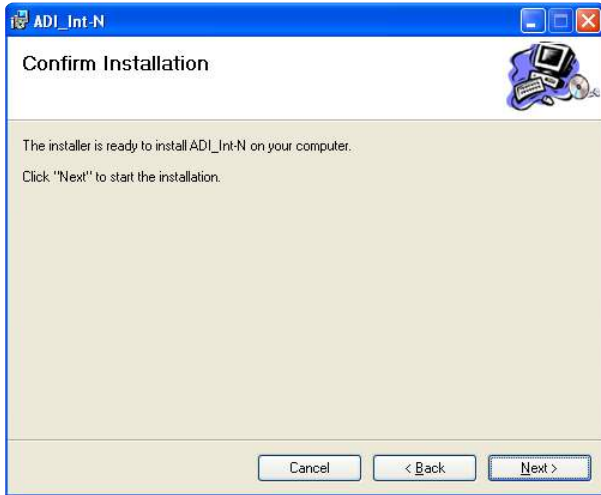 ADI_Int-N
Confirm Installation
The installer is ready to install ADI_Int-N on your computer.
Click "Next" to start the installation.
Cancel
< Back
Next >